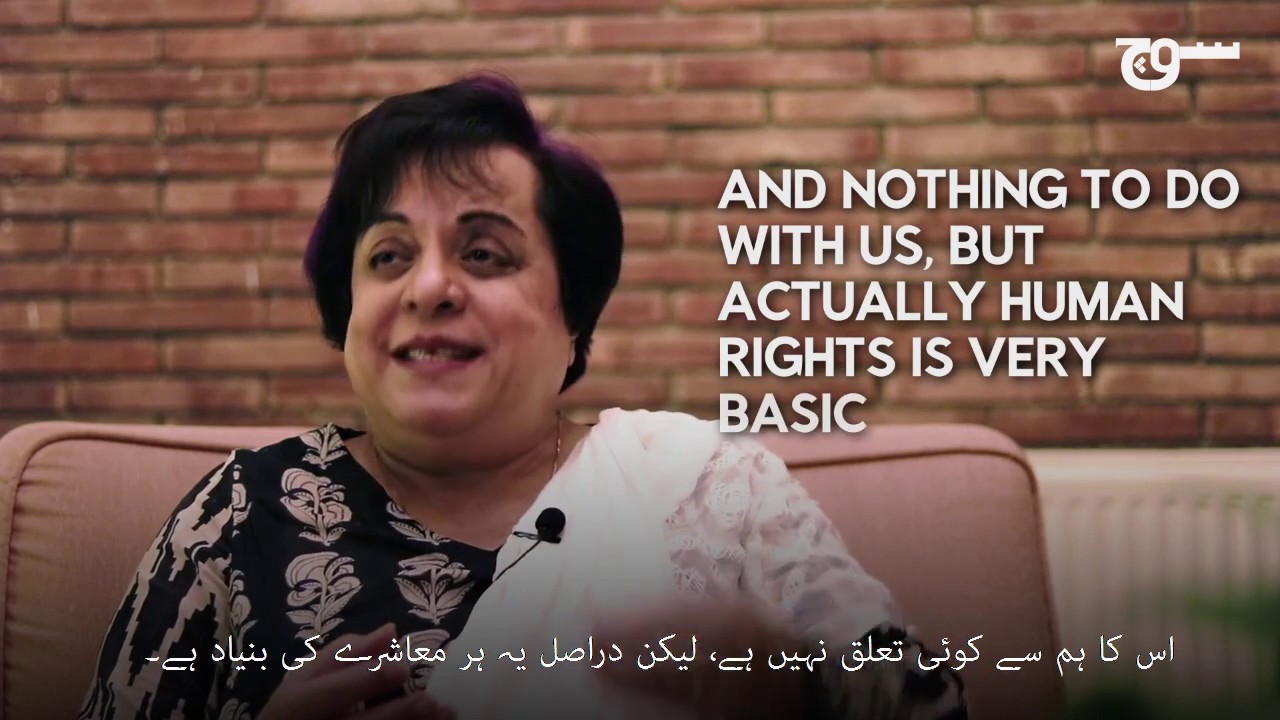 سوچ
AND NOTHING TO DO
WITH US, BUT
ACTUALLY HUMAN
RIGHTS IS VERY
BASIC
اس کا ہم سے کوئی تعلق نہیں ہے، لیکن دراصل یہ ہر معاشرے کی بنیاد ہے۔